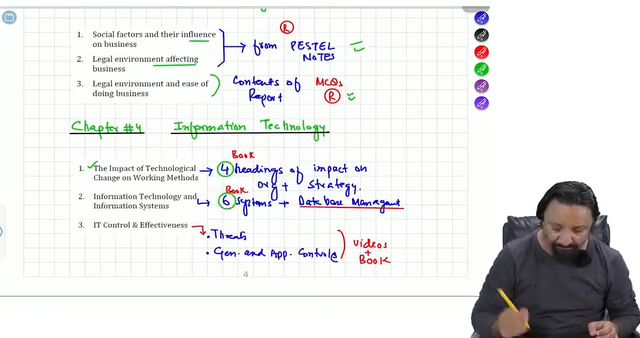 1. Social factors and their influence
on business
2. Legal environment affecting
business
3. Legal environment and ease of
doing business
R
from PESTEL
NOTES
Contents of MCQs
Report R
Chapter #4 Information Technology
1. The Impact of Technological
Change on Working Methods
Book
4 headings of impact on
org + strategy.
2. Information Technology and
Information Systems
Book
6 systems + Database Managant
3. IT Control & Effectiveness
• Threats
• Gen. and App. Controls
Videos
+
Book
4